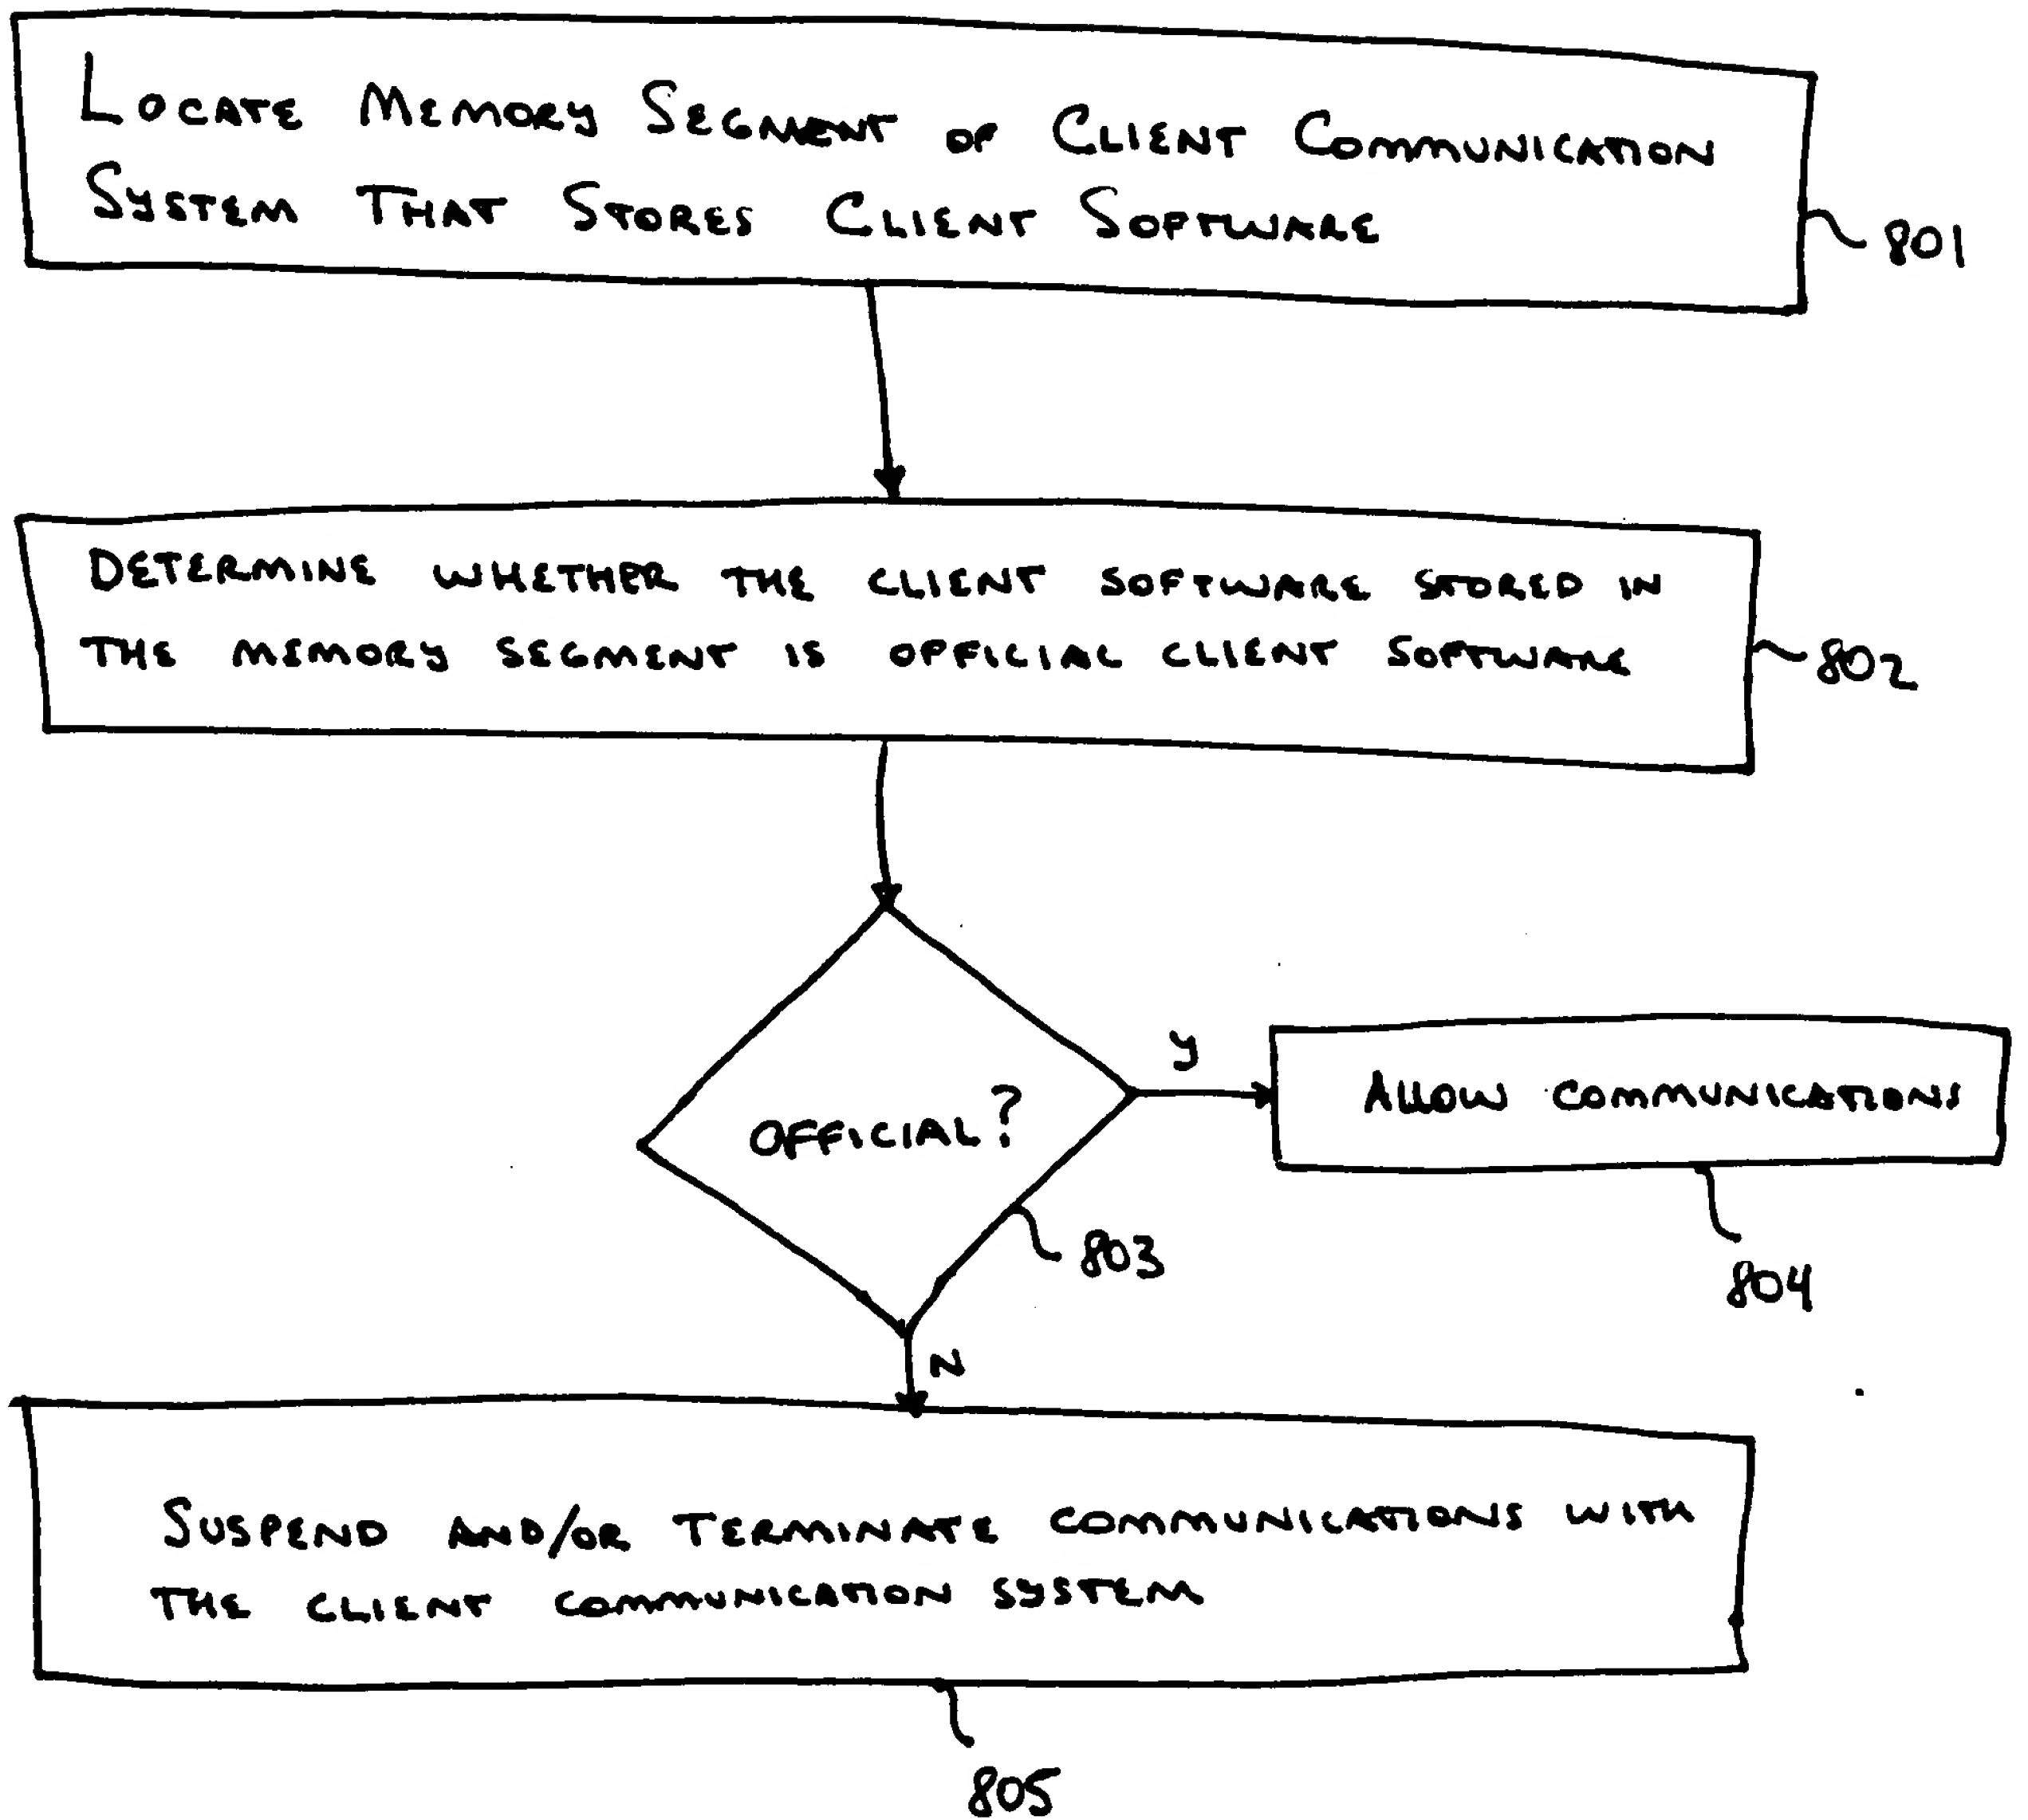 Locate Memory Segment of Client Communication
System That Stores Client Software
801
DETERMINE WHETHER THE CLIENT SOFTWARE STORED IN
THE MEMORY SEGMENT IS OFFICIAL CLIENT SOFTWARE
802
Y
ALLOW COMMUNICATIONS
OFFICIAL?
803
804
N
SUSPEND AND/OR TERMINATE COMMUNICATIONS WITH
THE CLIENT COMMUNICATION SYSTEM
805